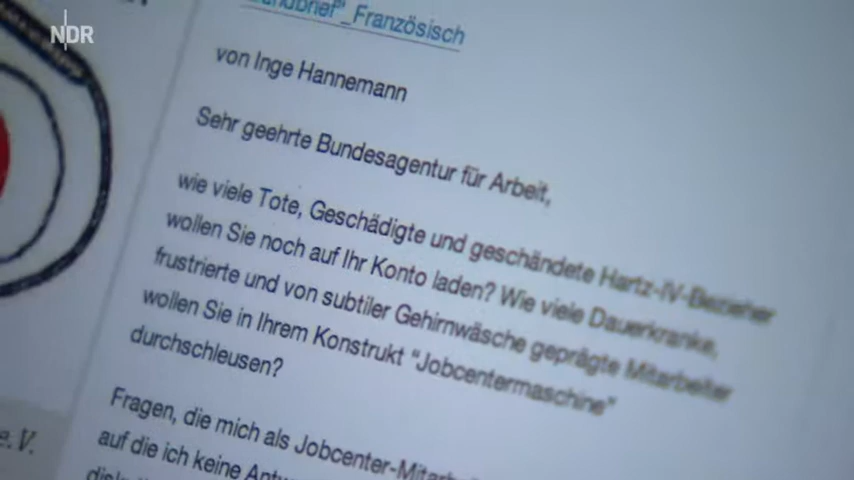 NDR
Französisch
von Inge Hannemann
Sehr geehrte Bundesagentur für Arbeit,
wie viele Tote, Geschädigte und geschändete Hartz-IV-Bezieher
wollen Sie noch auf Ihr Konto laden? Wie viele Dauerkranke,
frustrierte und von subtiler Gehirnwäsche geprägte Mitarbeiter
wollen Sie in Ihrem Konstrukt "Jobcentermaschine"
durchschleusen?
Fragen, die mich als
auf die ich keine
e. V.